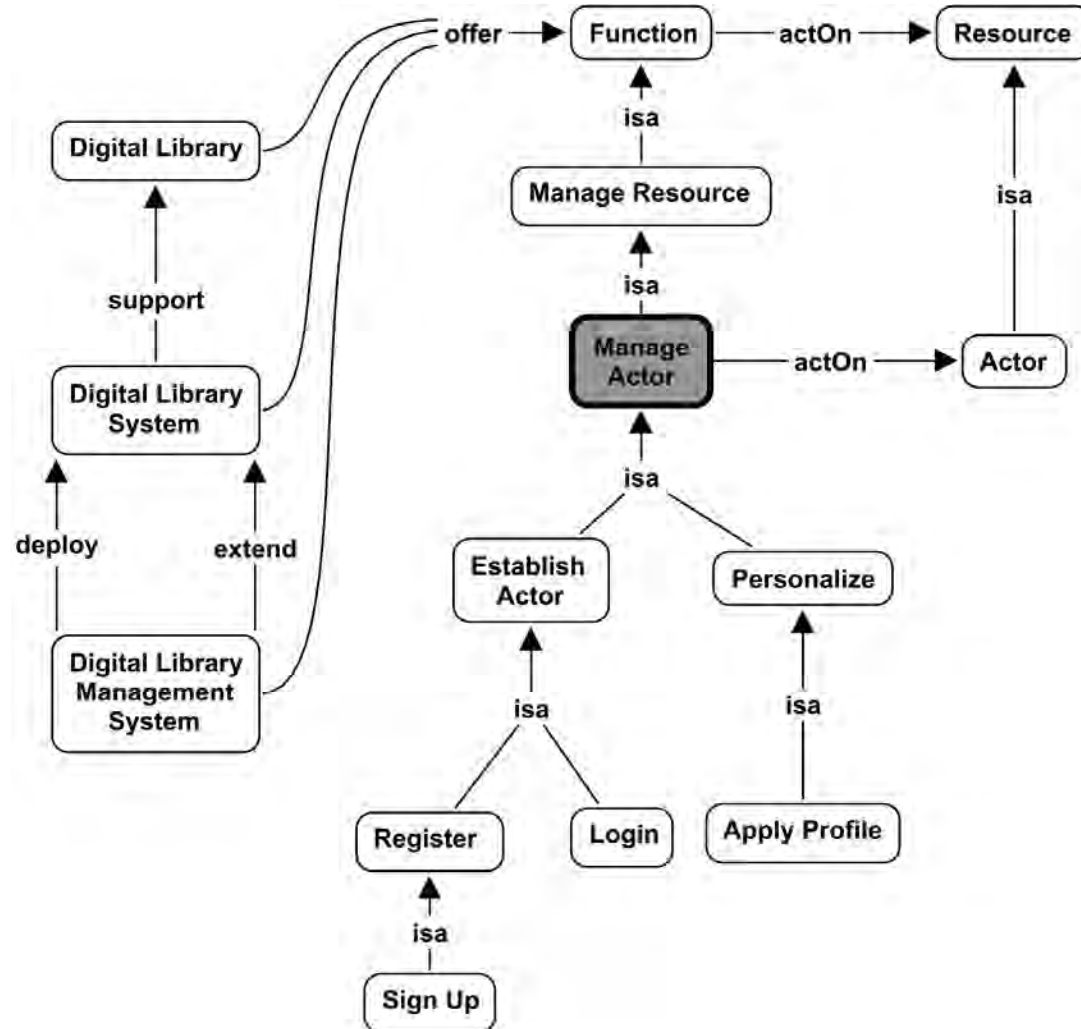 offer
Function
actOn
Resource
isa
Digital Library
Manage Resource
isa
isa
support
Manage
Actor
actOn
Actor
Digital Library
System
isa
deploy
extend
Establish
Actor
Personalize
Digital Library
Management
System
isa
isa
Register
Login
Apply Profile
isa
Sign Up